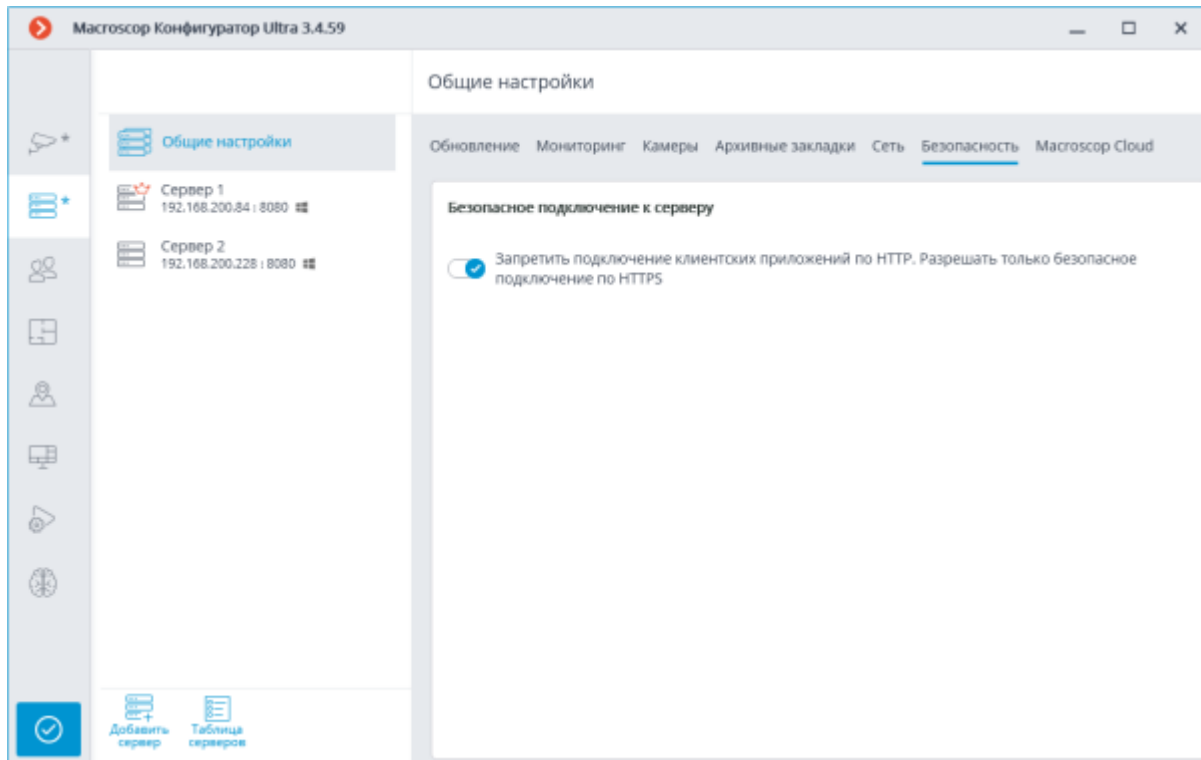 Macroscop Конфигуратор Ultra 3.4.59
Общие настройки
Общие настройки
Сервер 1
192.168.200.84 : 8080
Сервер 2
192.168.200.228 : 8080
Обновление Мониторинг Камеры Архивные закладки Сеть Безопасность Macroscop Cloud
Безопасное подключение к серверу
Запретить подключение клиентских приложений по HTTP. Разрешать только безопасное
подключение по HTTPS
Добавить
сервер
Таблица
серверов